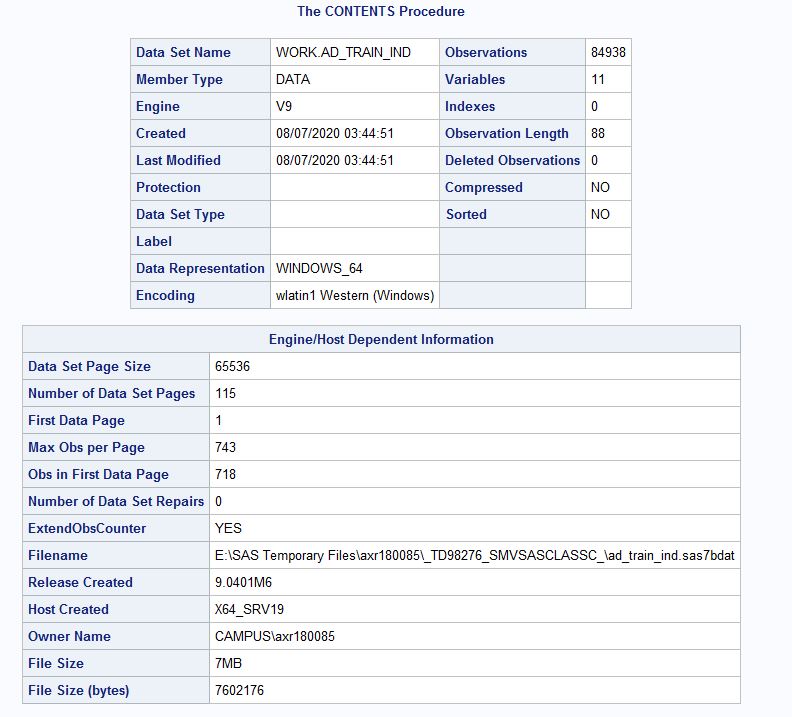 The CONTENTS Procedure
Data Set Name WORK.AD_TRAIN_IND Observations 84938
Member Type DATA Variables 11
Engine V9 Indexes 0
Created 08/07/2020 03:44:51 Observation Length 88
Last Modified 08/07/2020 03:44:51 Deleted Observations 0
Protection Compressed NO
Data Set Type Sorted NO
Label
Data Representation WINDOWS_64
Encoding wlatin1 Western (Windows)
Engine/Host Dependent Information
Data Set Page Size 65536
Number of Data Set Pages 115
First Data Page 1
Max Obs per Page 743
Obs in First Data Page 718
Number of Data Set Repairs 0
ExtendObsCounter YES
Filename E:\SAS Temporary Files\axr180085\_TD98276_SMVSASCLASSC_\ad_train_ind.sas7bdat
Release Created 9.0401M6
Host Created X64_SRV19
Owner Name CAMPUS\axr180085
File Size 7MB
File Size (bytes) 7602176